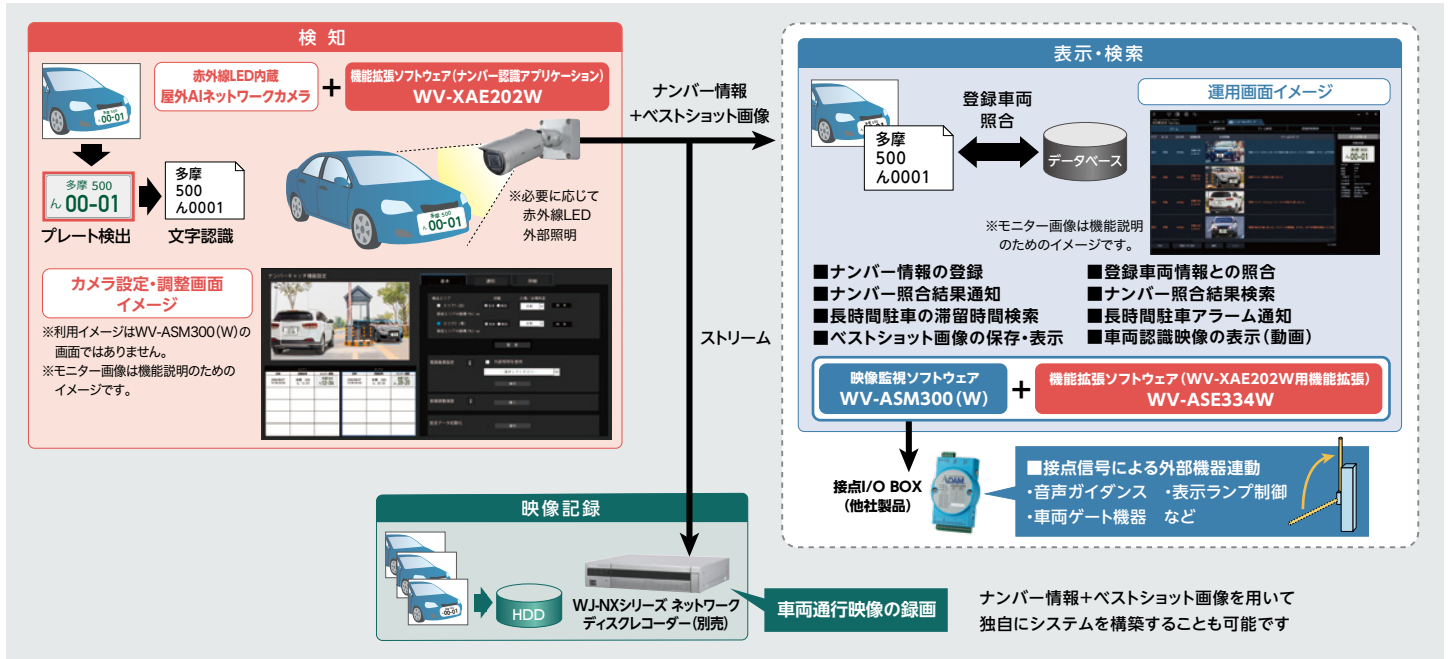 検 知
赤外線LED内蔵
屋外AIネットワークカメラ
+
機能拡張ソフトウェア(ナンバー認識アプリケーション)
WV-XAE202W
多摩 500
ん 00-01
プレート検出
多摩
500
ん0001
文字認識
多摩 500
ん 00-01
※必要に応じて
赤外線LED
外部照明
カメラ設定・調整画面
イメージ
※利用イメージはWV-ASM300(W)の
画面ではありません。
※モニター画像は機能説明のための
イメージです。
ナンバーキャッチ機能設定
ナンバー情報
+ベストショット画像
ストリーム
表示・検索
多摩
500
ん0001
登録車両
照合
データベース
運用画面イメージ
※モニター画像は機能説明
のためのイメージです。
■ナンバー情報の登録
■ナンバー照合結果通知
■長時間駐車の滞留時間検索
■ベストショット画像の保存・表示
■登録車両情報との照合
■ナンバー照合結果検索
■長時間駐車アラーム通知
■車両認識映像の表示(動画)
映像監視ソフトウェア
WV-ASM300(W)
+
機能拡張ソフトウェア(WV-XAE202W用機能拡張)
WV-ASE334W
接点I/O BOX
(他社製品)
ADAM
■接点信号による外部機器連動
・音声ガイダンス ・表示ランプ制御
・車両ゲート機器 など
映像記録
00-01
HDD
WJ-NXシリーズ ネットワーク
ディスクレコーダー(別売)
車両通行映像の録画
ナンバー情報+ベストショット画像を用いて
独自にシステムを構築することも可能です